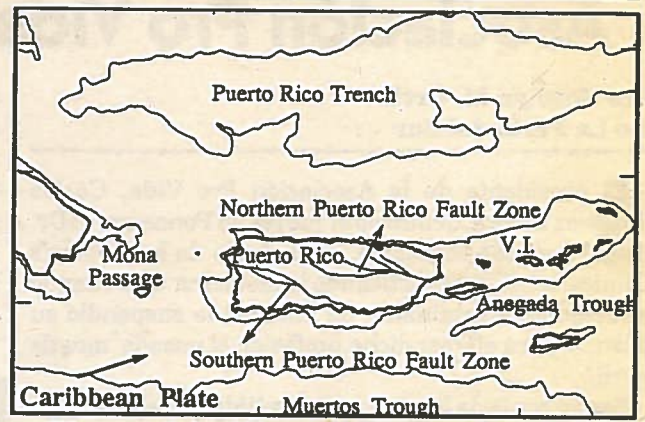 Puerto Rico Trench
Northern Puerto Rico Fault Zone
V.I.
Mona
Passage
Puerto Rico
Anegada Trough
Southern Puerto Rico Fault Zone
Caribbean Plate
Muertos Trough